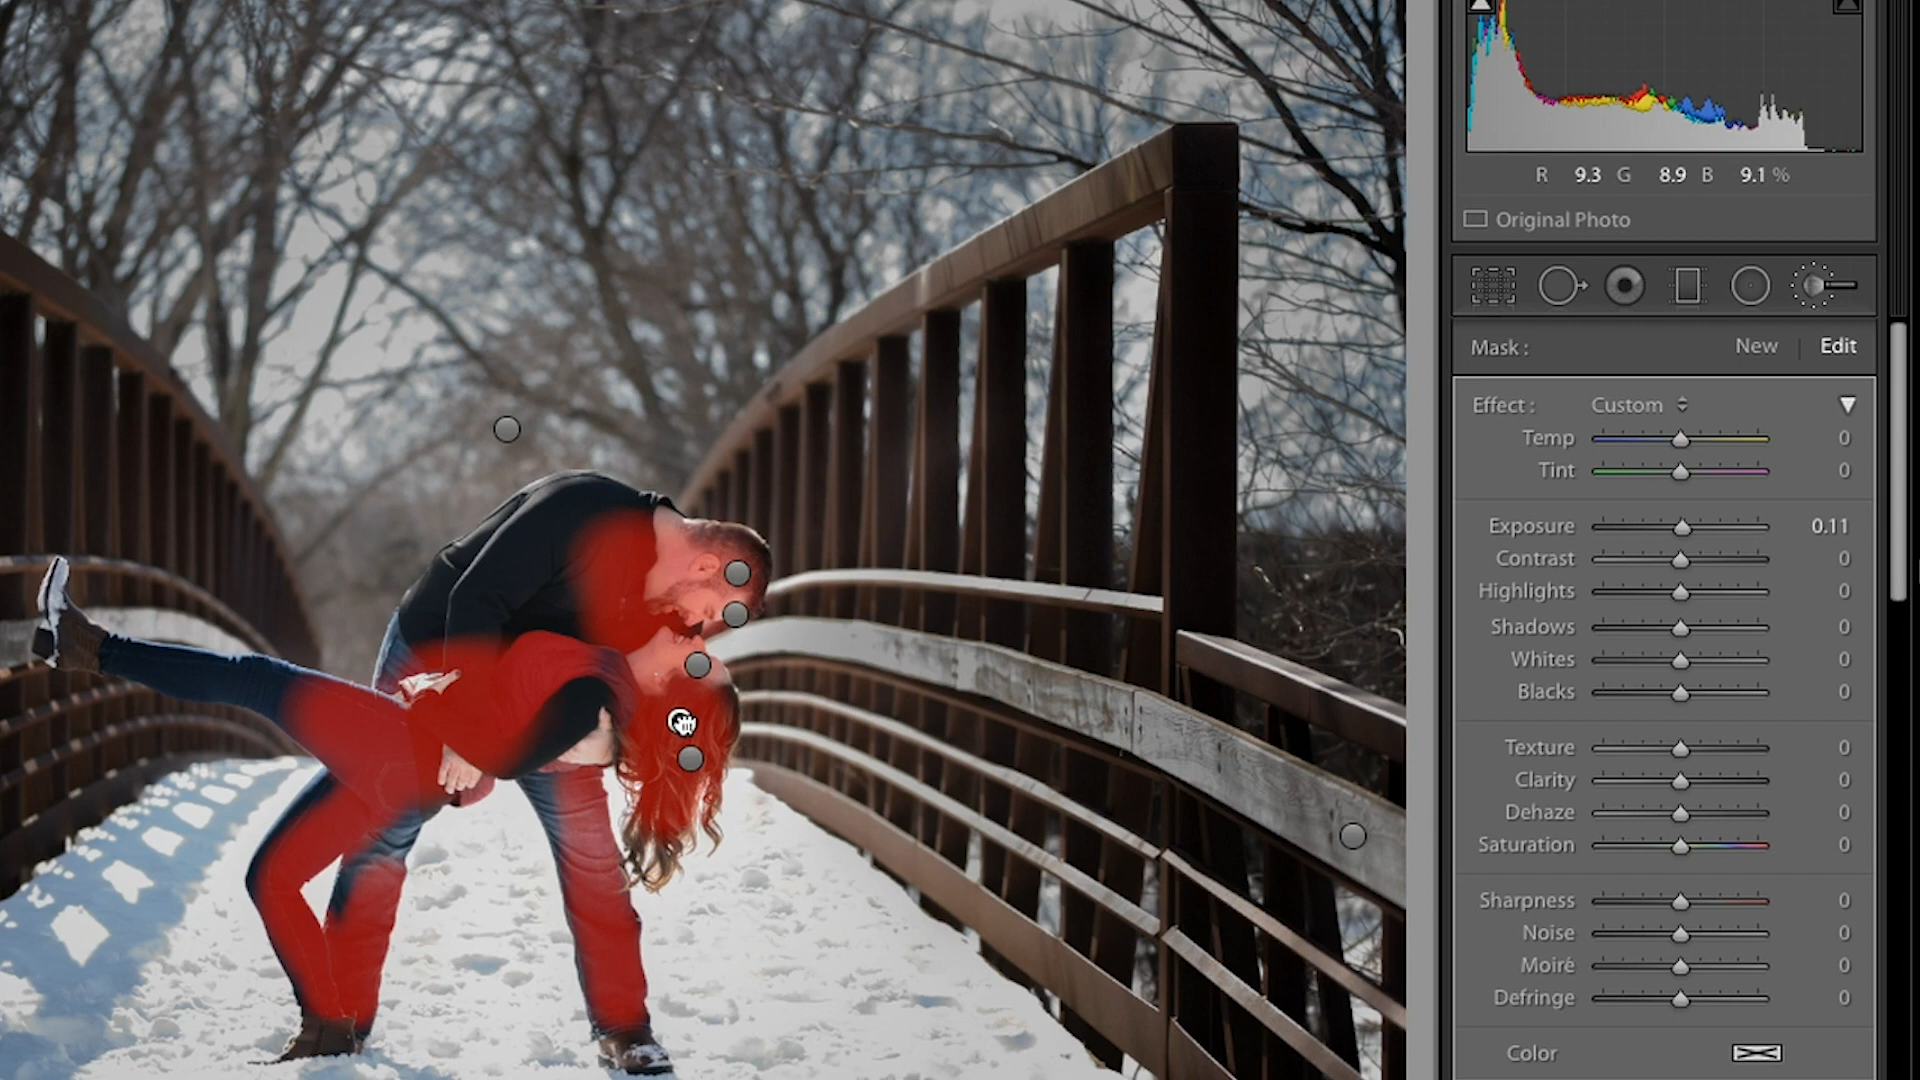 R 9.3 G 8.9 B 9.1 %
Original Photo
Mask : New Edit
Effect : Custom
Temp 0
Tint 0
Exposure 0.11
Contrast 0
Highlights 0
Shadows 0
Whites 0
Blacks 0
Texture 0
Clarity 0
Dehaze 0
Saturation 0
Sharpness 0
Noise 0
Moiré 0
Defringe 0
Color